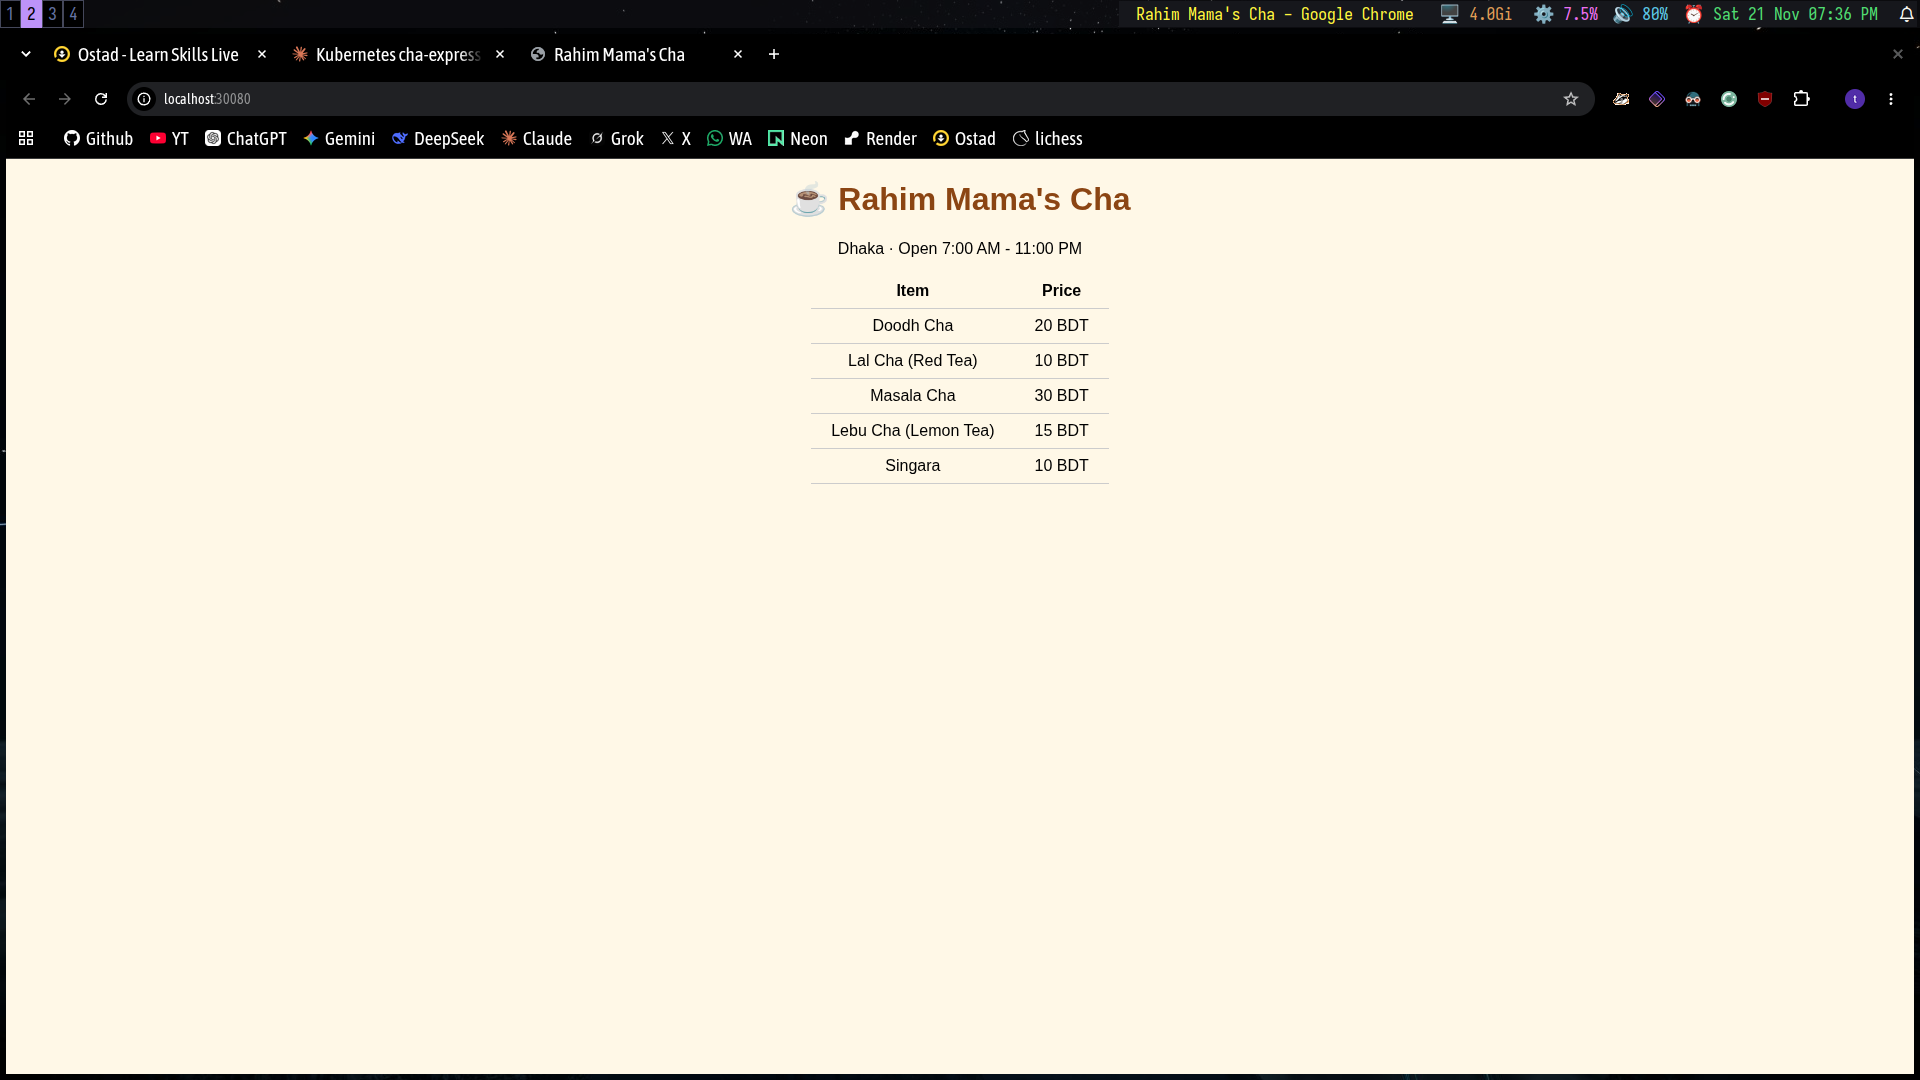 1 2 3 4 Rahim Mama's Cha - Google Chrome 4.0Gi 7.5% 80% Sat 21 Nov 07:36 PM
Ostad - Learn Skills Live Kubernetes cha-express Rahim Mama's Cha
localhost:30080 t
Github YT ChatGPT Gemini DeepSeek Claude Grok X WA Neon Render Ostad lichess
Rahim Mama's Cha
Dhaka · Open 7:00 AM - 11:00 PM
Item Price
Doodh Cha 20 BDT
Lal Cha (Red Tea) 10 BDT
Masala Cha 30 BDT
Lebu Cha (Lemon Tea) 15 BDT
Singara 10 BDT